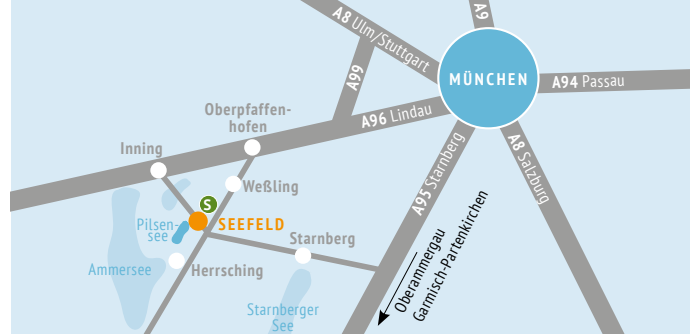 A9
A8 Ulm/Stuttgart
A99
MÜNCHEN
A94 Passau
Oberpfaffen-
hofen
A96 Lindau
Inning
A95 Starnberg
A8 Salzburg
Weßling
S
SEEFELD
Pilsen-
see
Starnberg
Oberammergau
Garmisch-Partenkirchen
Ammersee
Herrsching
Starnberger
See